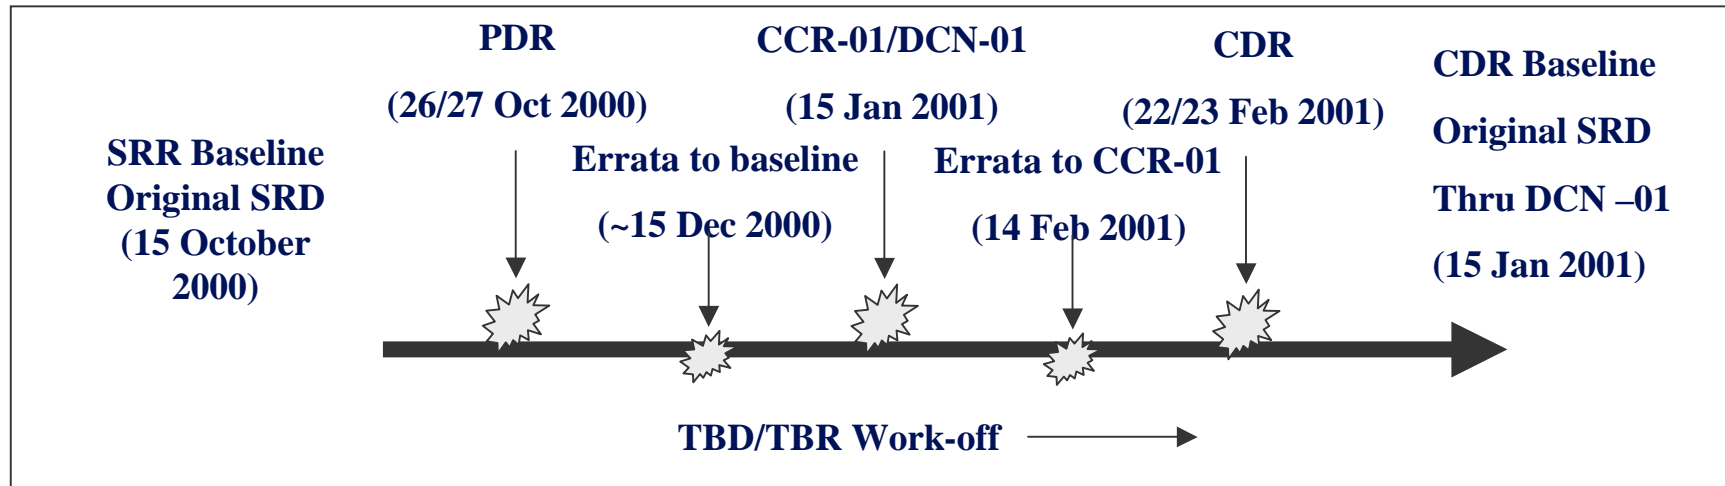 SRR Baseline
Original SRD
(15 October
2000)
PDR
(26/27 Oct 2000)
Errata to baseline
(~15 Dec 2000)
CCR-01/DCN-01
(15 Jan 2001)
Errata to CCR-01
(14 Feb 2001)
CDR
(22/23 Feb 2001)
CDR Baseline
Original SRD
Thru DCN –01
(15 Jan 2001)
TBD/TBR Work-off